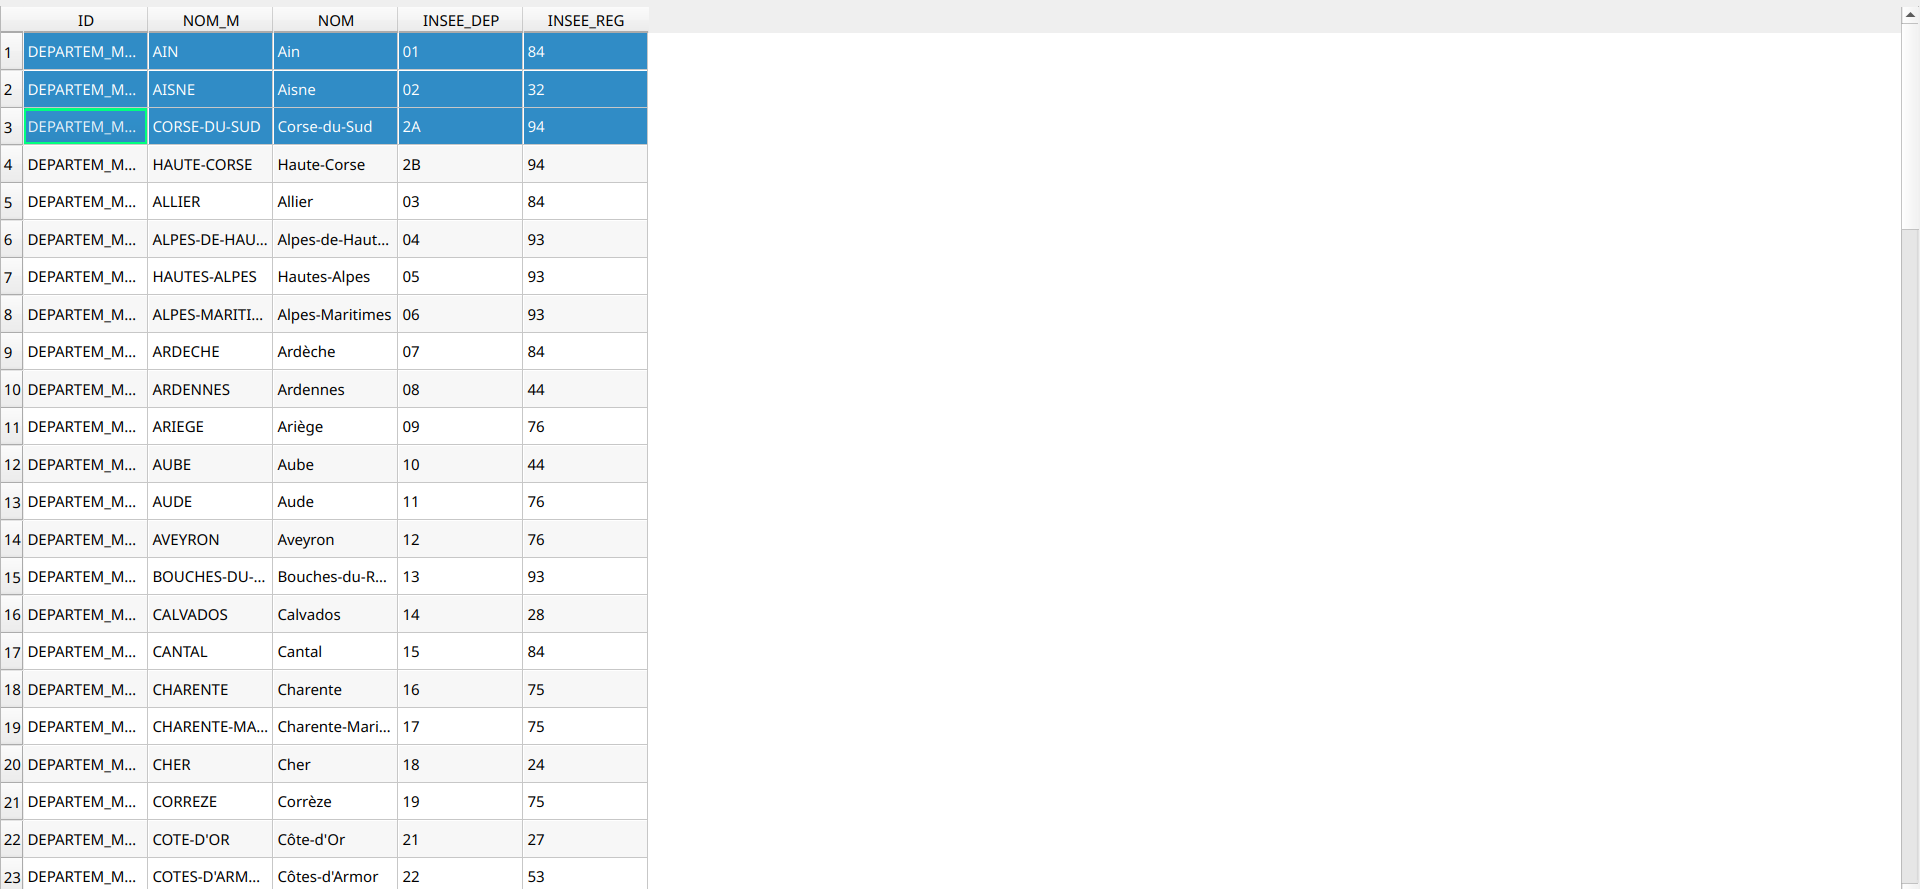 ID NOM_M NOM INSEE_DEP INSEE_REG
1 DEPARTEM_M... AIN Ain 01 84
2 DEPARTEM_M... AISNE Aisne 02 32
3 DEPARTEM_M... CORSE-DU-SUD Corse-du-Sud 2A 94
4 DEPARTEM_M... HAUTE-CORSE Haute-Corse 2B 94
5 DEPARTEM_M... ALLIER Allier 03 84
6 DEPARTEM_M... ALPES-DE-HAU... Alpes-de-Haut... 04 93
7 DEPARTEM_M... HAUTES-ALPES Hautes-Alpes 05 93
8 DEPARTEM_M... ALPES-MARITI... Alpes-Maritimes 06 93
9 DEPARTEM_M... ARDECHE Ardèche 07 84
10 DEPARTEM_M... ARDENNES Ardennes 08 44
11 DEPARTEM_M... ARIEGE Ariège 09 76
12 DEPARTEM_M... AUBE Aube 10 44
13 DEPARTEM_M... AUDE Aude 11 76
14 DEPARTEM_M... AVEYRON Aveyron 12 76
15 DEPARTEM_M... BOUCHES-DU-... Bouches-du-R... 13 93
16 DEPARTEM_M... CALVADOS Calvados 14 28
17 DEPARTEM_M... CANTAL Cantal 15 84
18 DEPARTEM_M... CHARENTE Charente 16 75
19 DEPARTEM_M... CHARENTE-MA... Charente-Mari... 17 75
20 DEPARTEM_M... CHER Cher 18 24
21 DEPARTEM_M... CORREZE Corrèze 19 75
22 DEPARTEM_M... COTE-D'OR Côte-d'Or 21 27
23 DEPARTEM_M... COTES-D'ARM... Côtes-d'Armor 22 53